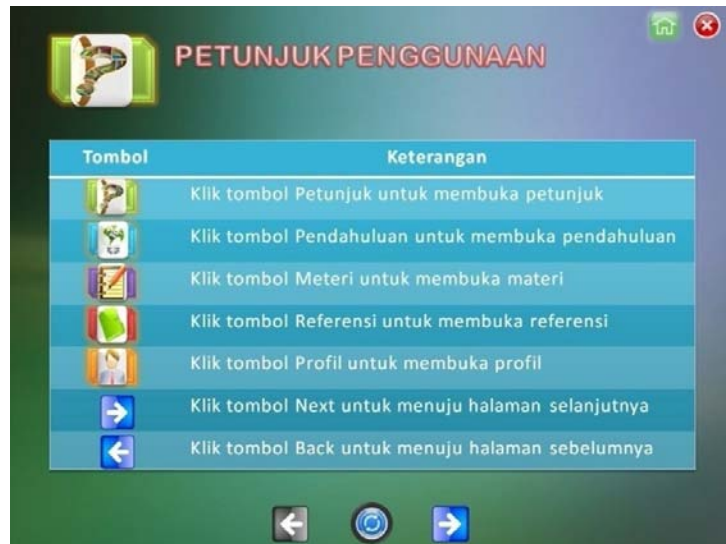 PETUNJUK PENGGUNAAN
Tombol Keterangan
Klik tombol Petunjuk untuk membuka petunjuk
Klik tombol Pendahuluan untuk membuka pendahuluan
Klik tombol Meteri untuk membuka materi
Klik tombol Referensi untuk membuka referensi
Klik tombol Profil untuk membuka profil
Klik tombol Next untuk menuju halaman selanjutnya
Klik tombol Back untuk menuju halaman sebelumnya